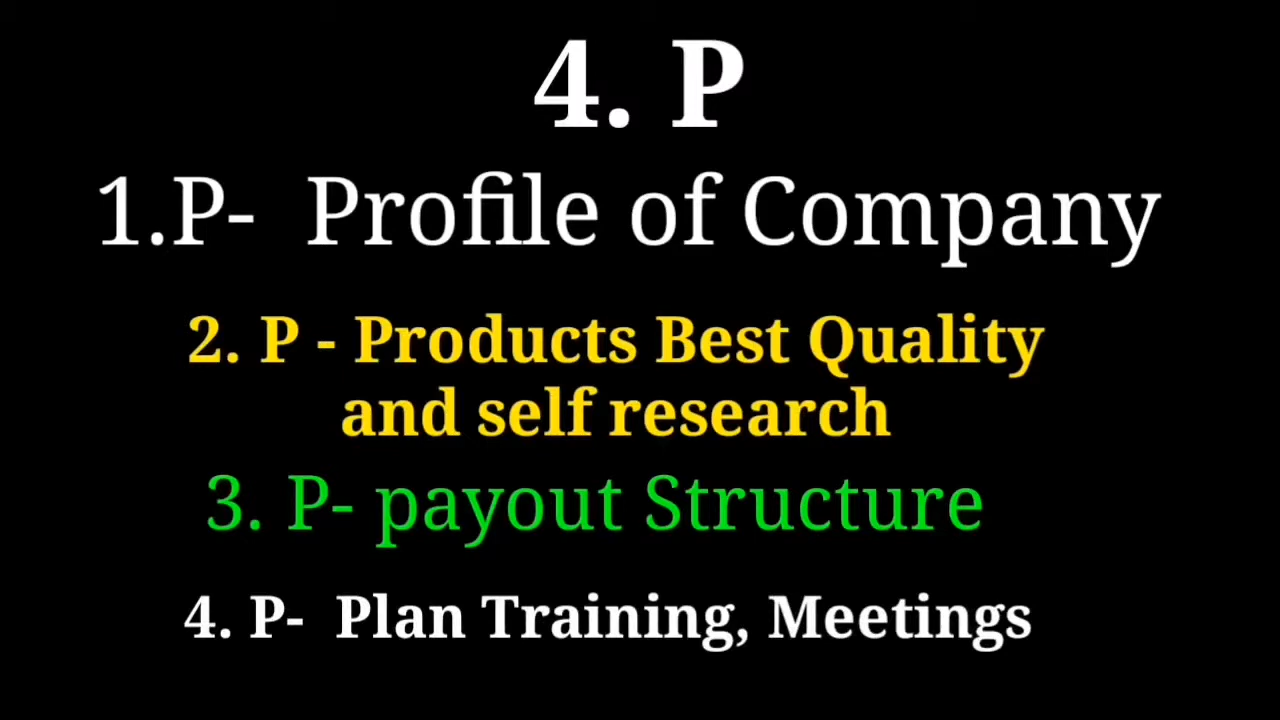 4. P
1.P-  Profile of Company
2. P - Products Best Quality
and self research
3. P- payout Structure
4. P-  Plan Training, Meetings